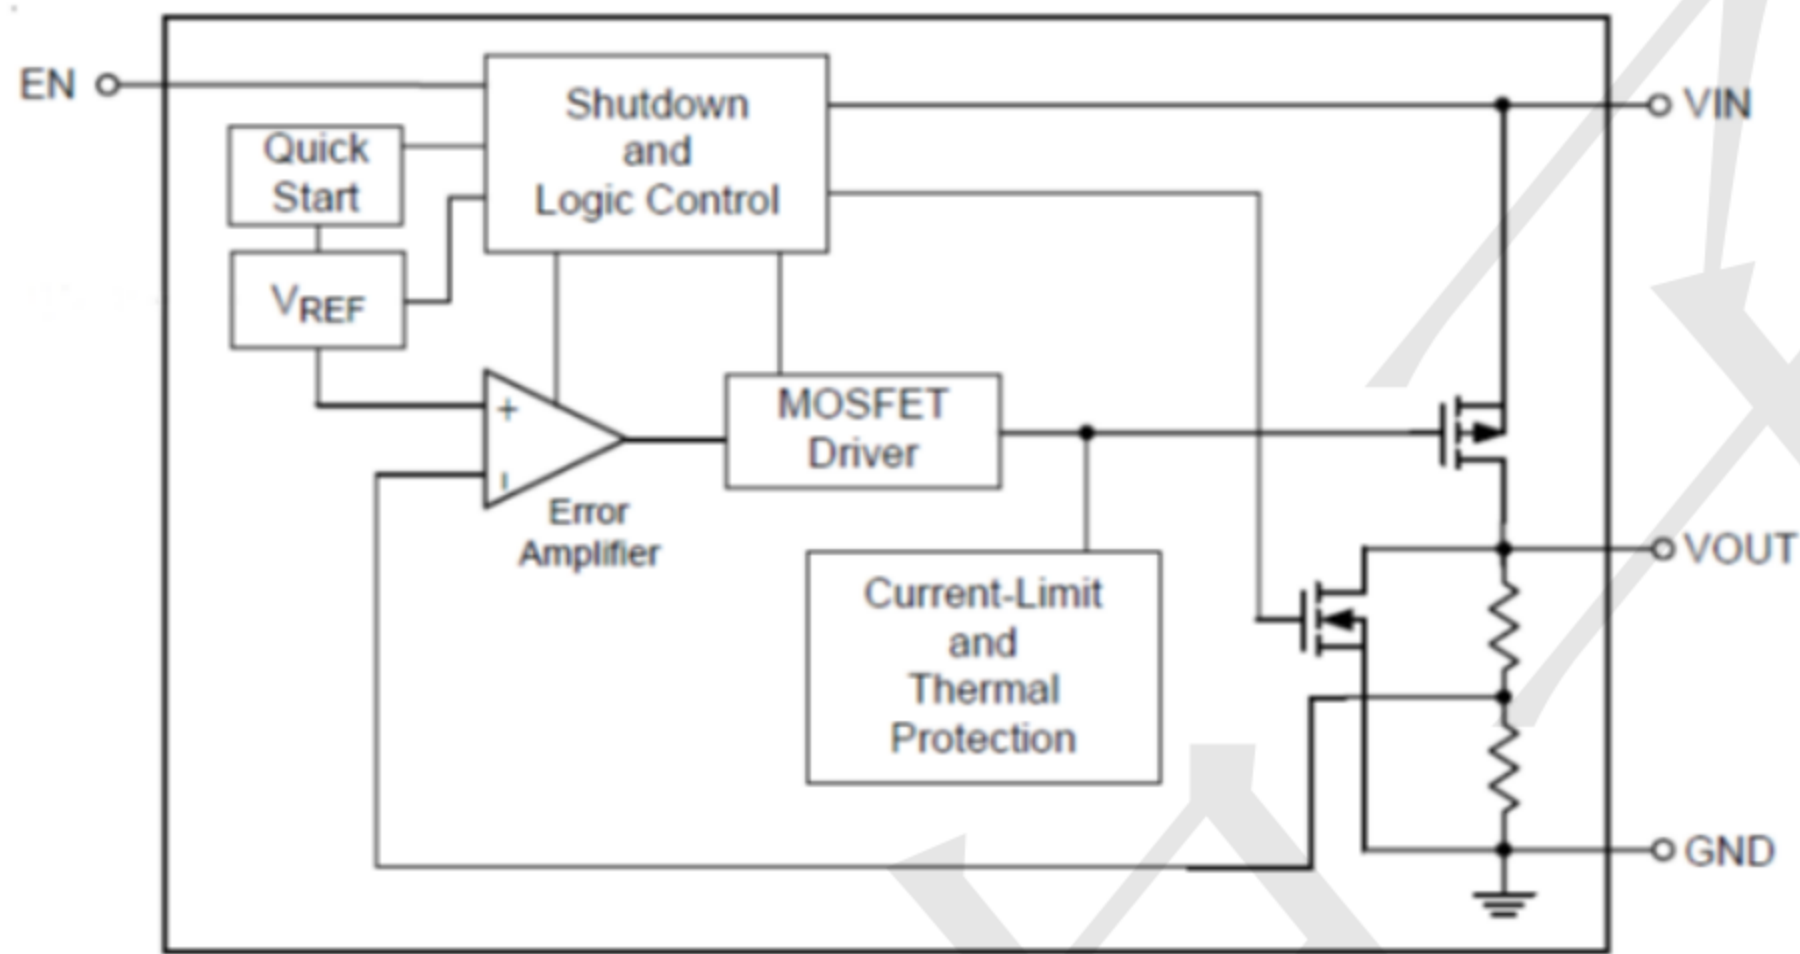 EN
Shutdown
and
Logic Control
VIN
Quick
Start
VREF
+
-
MOSFET
Driver
Error
Amplifier
VOUT
Current-Limit
and
Thermal
Protection
GND